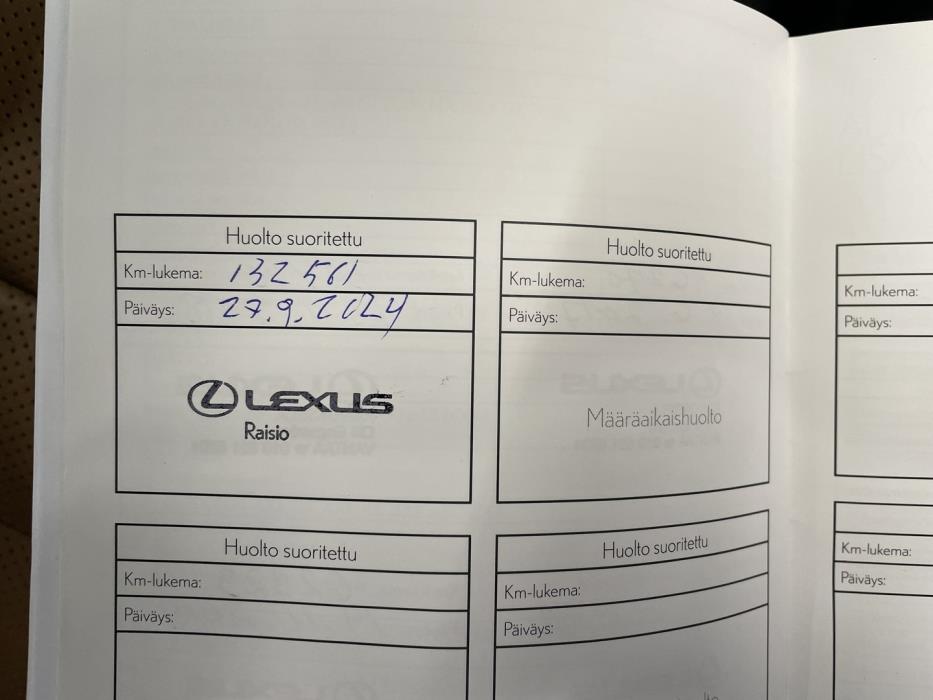 Huolto suoritettu
Km-lukema: 132 561
Päiväys: 27.9.2024
LEXUS
Raisio
Huolto suoritettu
Km-lukema:
Päiväys:
Määräaikaishuolto
Km-lukema:
Päiväys:
Huolto suoritettu
Km-lukema:
Päiväys:
Huolto suoritettu
Km-lukema:
Päiväys:
Km-lukema:
Päiväys: